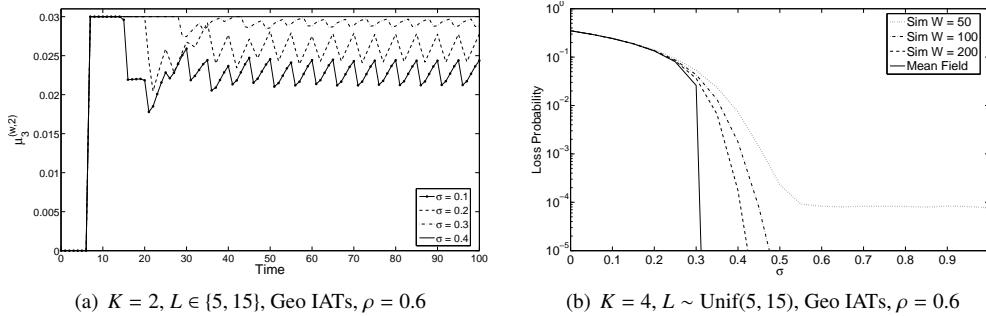 0.03
0.025
0.02
0.015
0.01
0.005
0
μ₃^(w,2)
0 10 20 30 40 50 60 70 80 90 100
Time
σ = 0.1
σ = 0.2
σ = 0.3
σ = 0.4
(a) K = 2, L ∈ {5, 15}, Geo IATs, ρ = 0.6
10^0
10^-1
10^-2
10^-3
10^-4
10^-5
Loss Probability
0 0.1 0.2 0.3 0.4 0.5 0.6 0.7 0.8 0.9
σ
Sim W = 50
Sim W = 100
Sim W = 200
Mean Field
(b) K = 4, L ~ Unif(5, 15), Geo IATs, ρ = 0.6